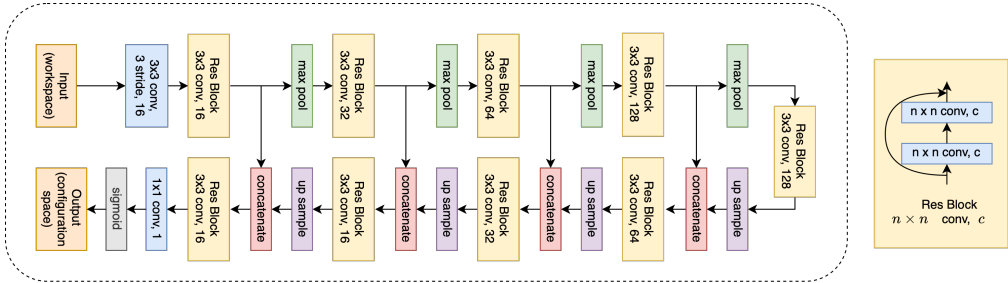 Input
(workspace)
3x3 conv,
3 stride, 16
Res Block
3x3 conv, 16
max pool
Res Block
3x3 conv, 32
max pool
Res Block
3x3 conv, 64
max pool
Res Block
3x3 conv, 128
max pool
Res Block
3x3 conv, 128
up sample
concatenate
Res Block
3x3 conv, 64
up sample
concatenate
Res Block
3x3 conv, 32
up sample
concatenate
Res Block
3x3 conv, 16
up sample
concatenate
Res Block
3x3 conv, 16
1x1 conv, 1
sigmoid
Output
(configuration
space)
n x n conv, c
n x n conv, c
Res Block
n × n conv, c